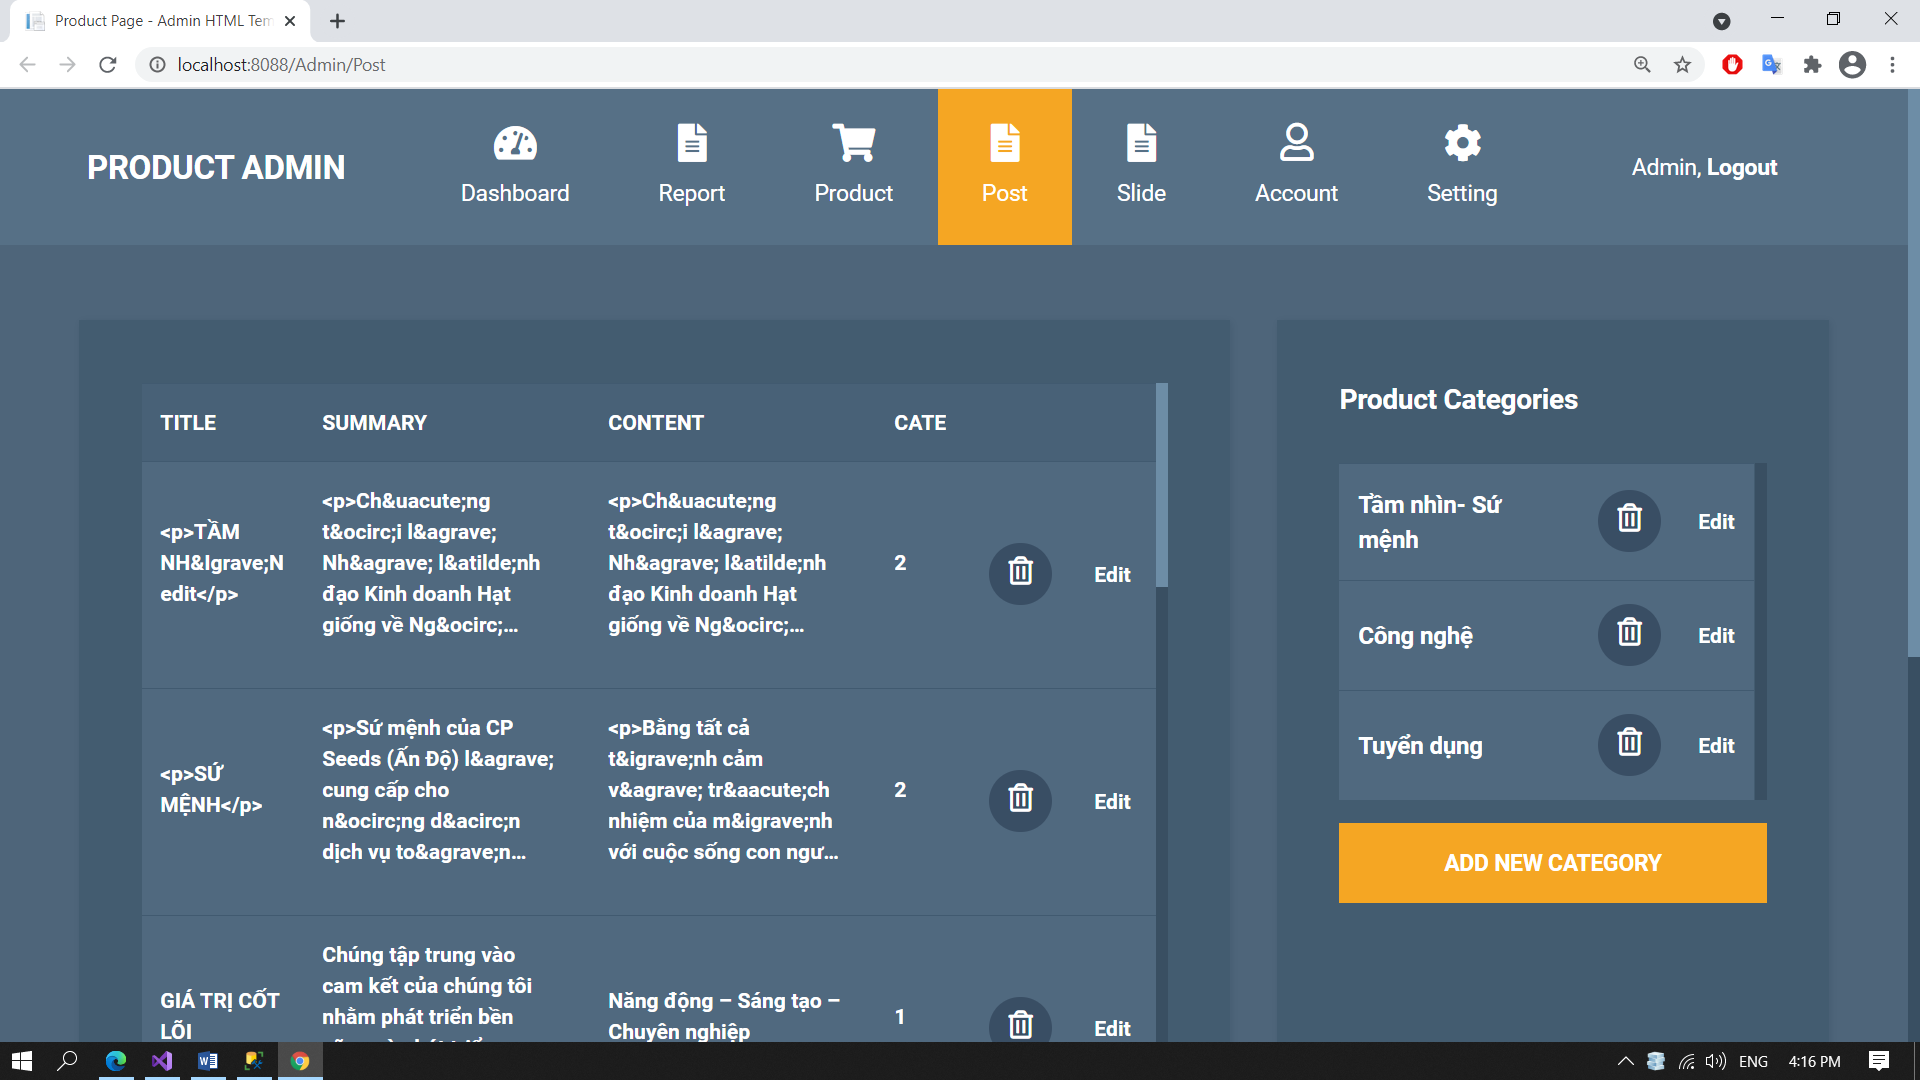 Product Page - Admin HTML Tem
localhost:8088/Admin/Post
PRODUCT ADMIN
Dashboard
Report
Product
Post
Slide
Account
Setting
Admin, Logout
TITLE SUMMARY CONTENT CATE
<p>TẦM
NH&Igrave;N
edit</p>
<p>Ch&uacute;ng
t&ocirc;i l&agrave;
Nh&agrave; l&atilde;nh
đạo Kinh doanh Hạt
giống về Ng&ocirc;...
<p>Ch&uacute;ng
t&ocirc;i l&agrave;
Nh&agrave; l&atilde;nh
đạo Kinh doanh Hạt
giống về Ng&ocirc;...
2
Edit
<p>SỨ
MỆNH</p>
<p>Sứ mệnh của CP
Seeds (Ấn Độ) l&agrave;
cung cấp cho
n&ocirc;ng d&acirc;n
dịch vụ to&agrave;n...
<p>Bằng tất cả
t&igrave;nh cảm
v&agrave; tr&aacute;ch
nhiệm của m&igrave;nh
với cuộc sống con ngư...
2
Edit
GIÁ TRỊ CỐT
LÕI
Chúng tập trung vào
cam kết của chúng tôi
nhằm phát triển bền
Năng động – Sáng tạo –
Chuyên nghiệp
1
Edit
Product Categories
Tầm nhìn- Sứ
mệnh
Edit
Công nghệ
Edit
Tuyển dụng
Edit
ADD NEW CATEGORY
ENG
4:16 PM